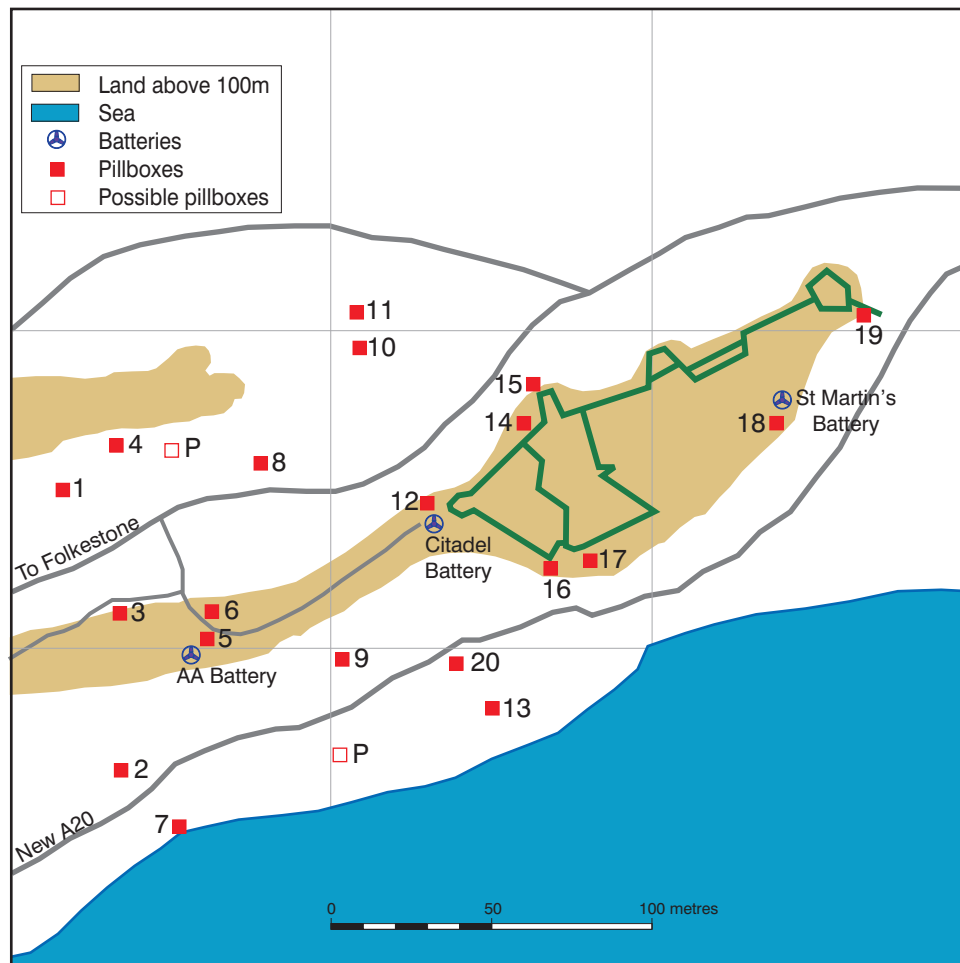 Land above 100m
Sea
Batteries
Pillboxes
Possible pillboxes
11
10
19
15
St Martin's
Battery
14
18
4
P
8
1
12
To Folkestone
Citadel
Battery
17
16
3
6
5
AA Battery
9
20
13
P
2
7
New A20
0
50
100 metres